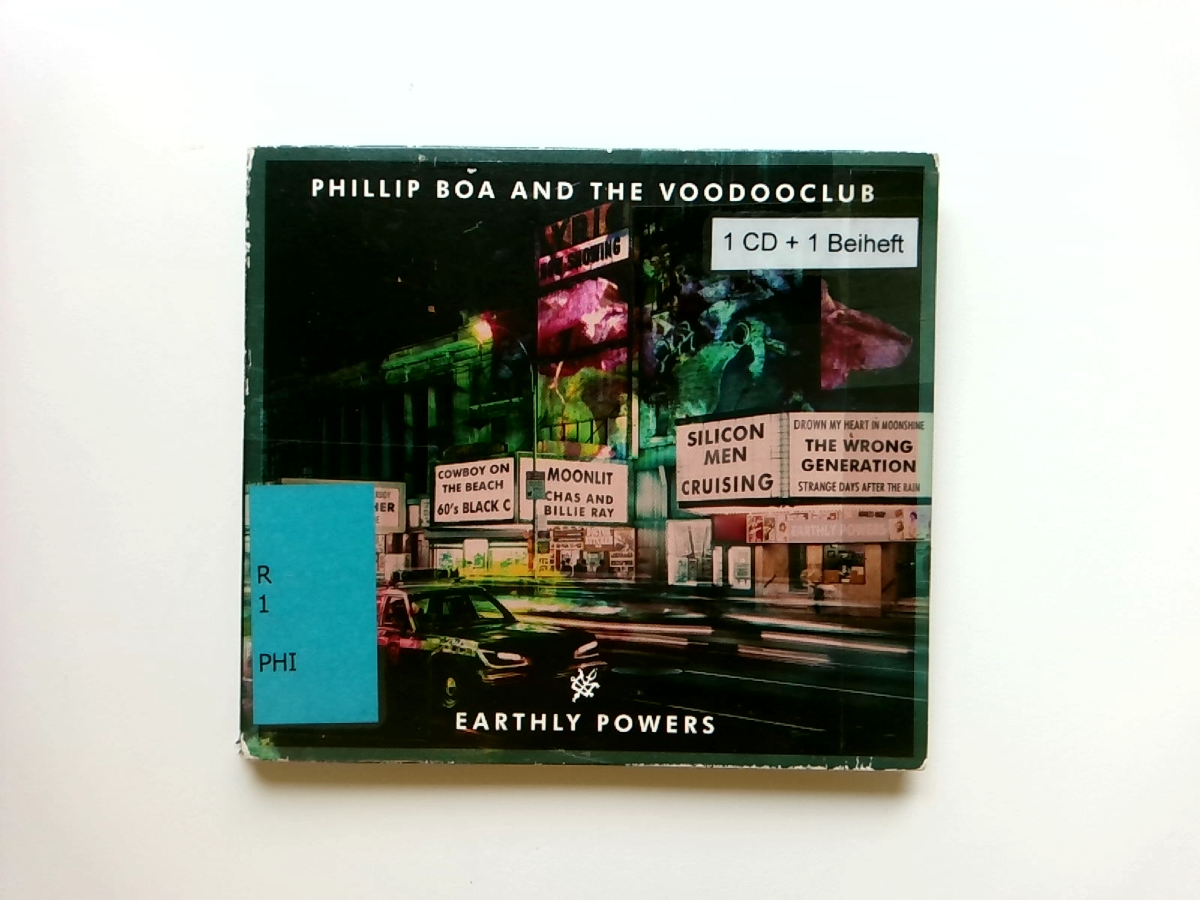 PHILLIP BOA AND THE VOODOOCLUB
1 CD + 1 Beiheft
NOW SHOWING
SILICON
MEN
CRUISING
DROWN MY HEART IN MOONSHINE
THE WRONG
GENERATION
STRANGE DAYS AFTER THE RAIN
COWBOY ON
THE BEACH
60's BLACK C
MOONLIT
CHAS AND
BILLIE RAY
EARTHLY POWERS
R
1
PHI
EARTHLY POWERS